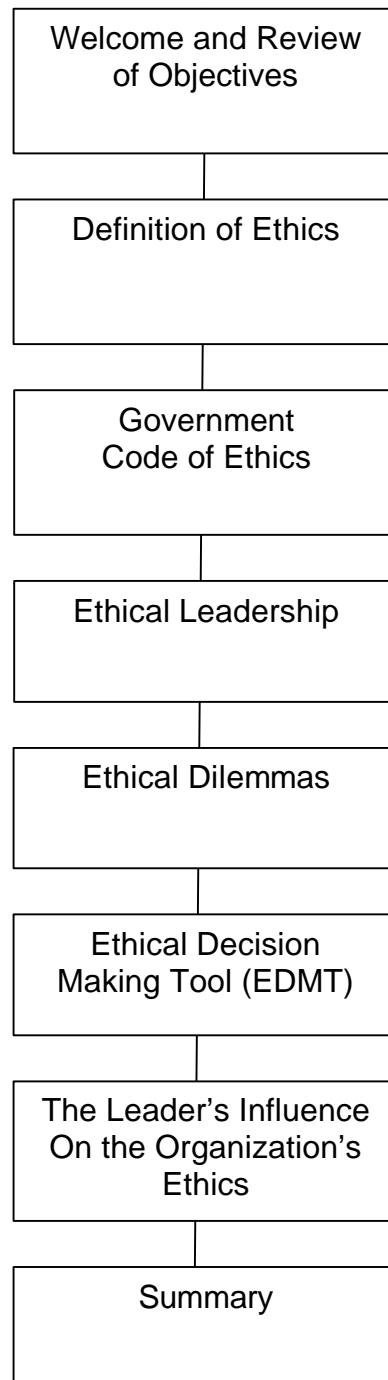 Welcome and Review
of Objectives
Definition of Ethics
Government
Code of Ethics
Ethical Leadership
Ethical Dilemmas
Ethical Decision
Making Tool (EDMT)
The Leader’s Influence
On the Organization’s
Ethics
Summary